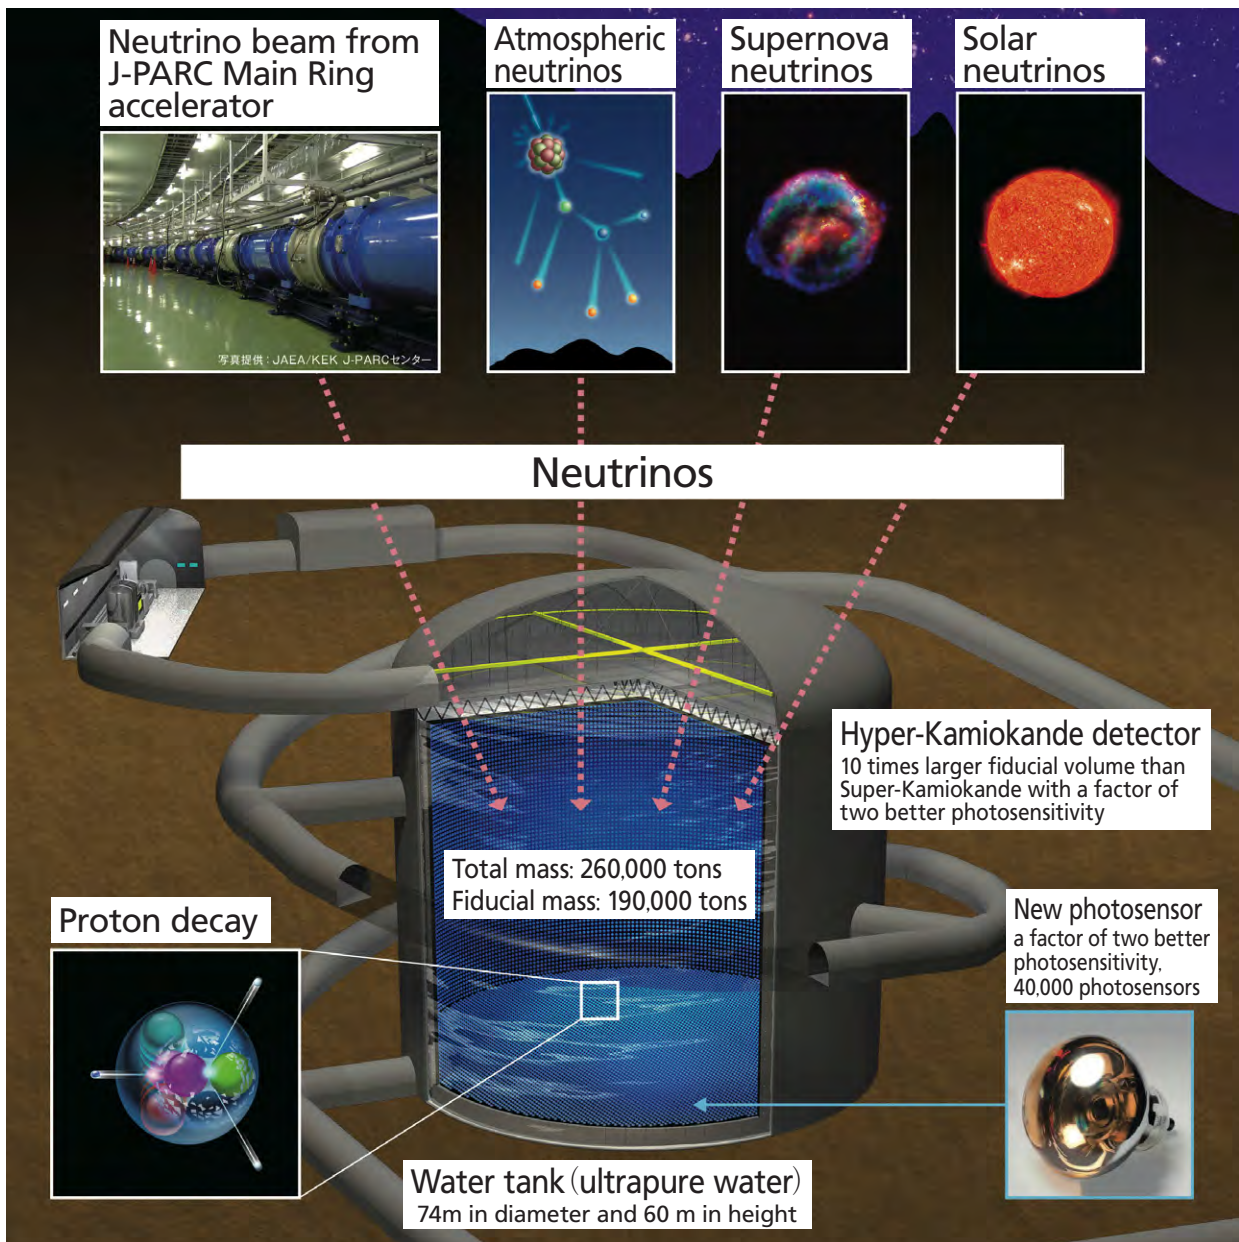 Neutrino beam from
J-PARC Main Ring
accelerator
写真提供：JAEA/KEK J-PARCセンター
Atmospheric
neutrinos
Supernova
neutrinos
Solar
neutrinos
Neutrinos
Hyper-Kamiokande detector
10 times larger fiducial volume than
Super-Kamiokande with a factor of
two better photosensitivity
Total mass: 260,000 tons
Fiducial mass: 190,000 tons
Proton decay
New photosensor
a factor of two better
photosensitivity,
40,000 photosensors
Water tank（ultrapure water）
74m in diameter and 60 m in height